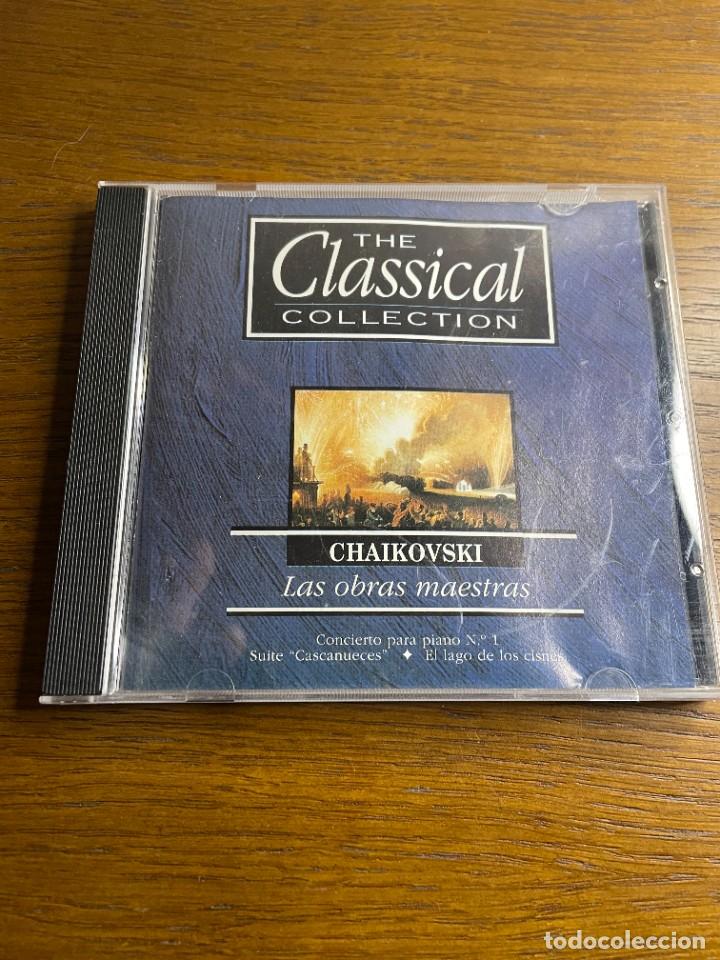 THE
Classical
COLLECTION
CHAIKOVSKI
Las obras maestras
Concierto para piano N.º 1
Suite "Cascanueces" ✦ El lago de los cisnes
todocoleccion